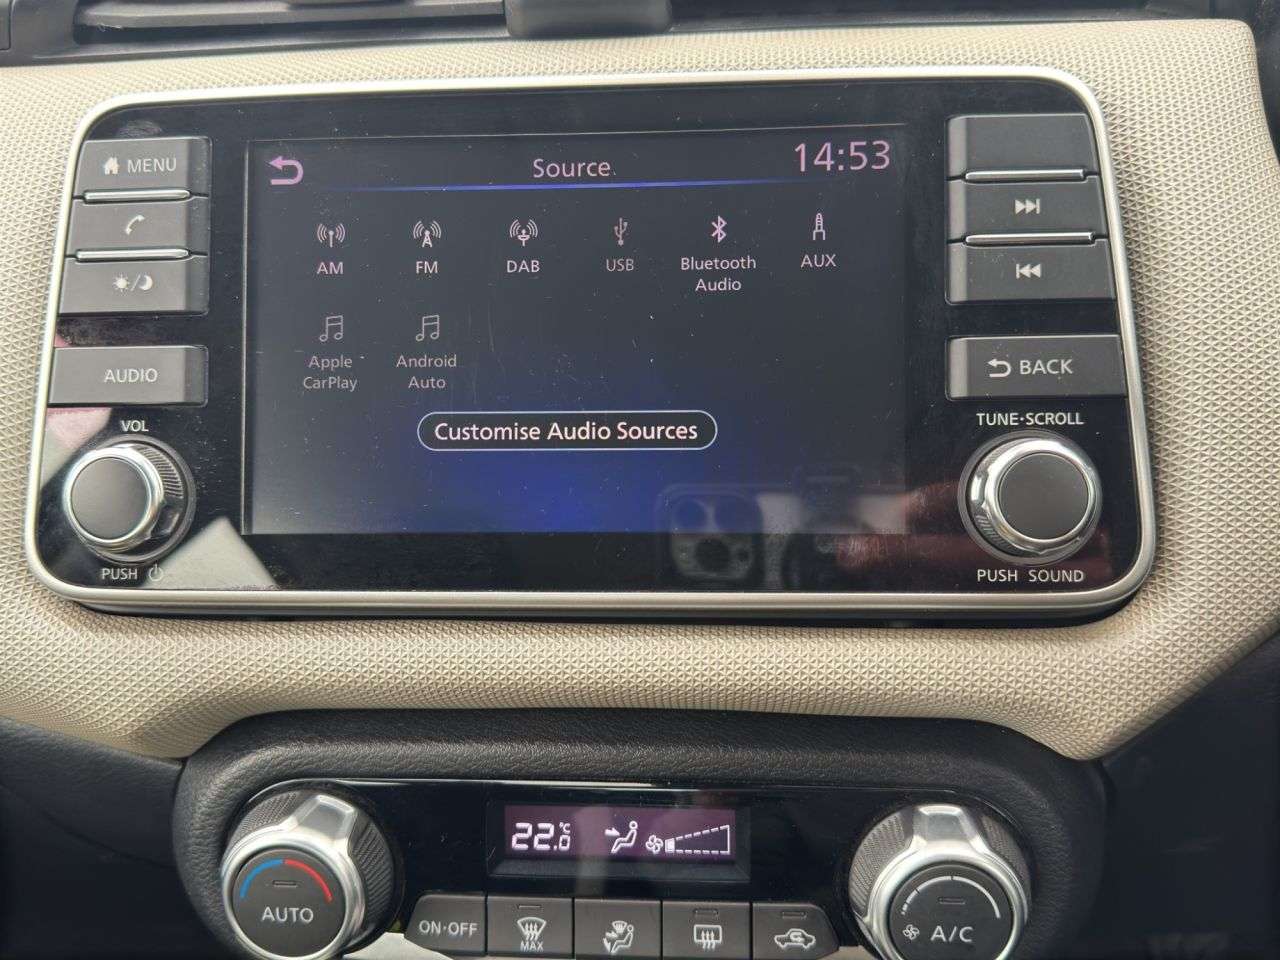 MENU
Source
14:53
AM
FM
DAB
USB
Bluetooth
Audio
AUX
Apple
CarPlay
Android
Auto
Customise Audio Sources
AUDIO
VOL
PUSH
BACK
TUNE·SCROLL
PUSH SOUND
22.0 °C
AUTO
ON·OFF
MAX
A/C